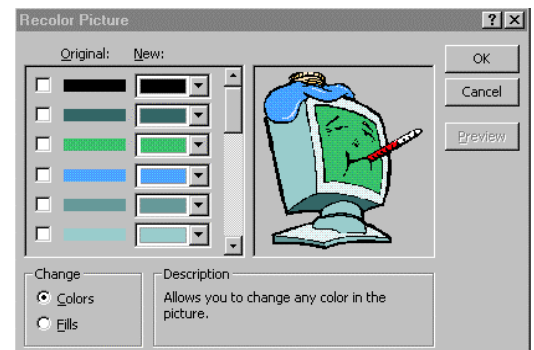 Recolor Picture
Original: New:
OK
Cancel
Preview
Change
Colors
Fills
Description
Allows you to change any color in the
picture.